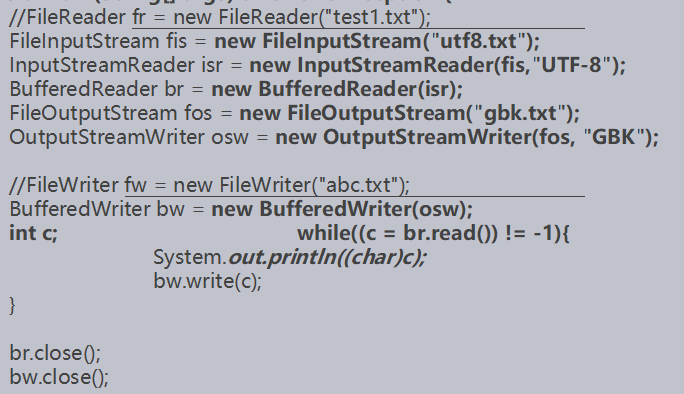 //FileReader fr = new FileReader("test1.txt");
FileInputStream fis = new FileInputStream("utf8.txt");
InputStreamReader isr = new InputStreamReader(fis,"UTF-8");
BufferedReader br = new BufferedReader(isr);
FileOutputStream fos = new FileOutputStream("gbk.txt");
OutputStreamWriter osw = new OutputStreamWriter(fos, "GBK");
//FileWriter fw = new FileWriter("abc.txt");
BufferedWriter bw = new BufferedWriter(osw);
int c; while((c = br.read()) != -1){
System.out.println((char)c);
bw.write(c);
}
br.close();
bw.close();